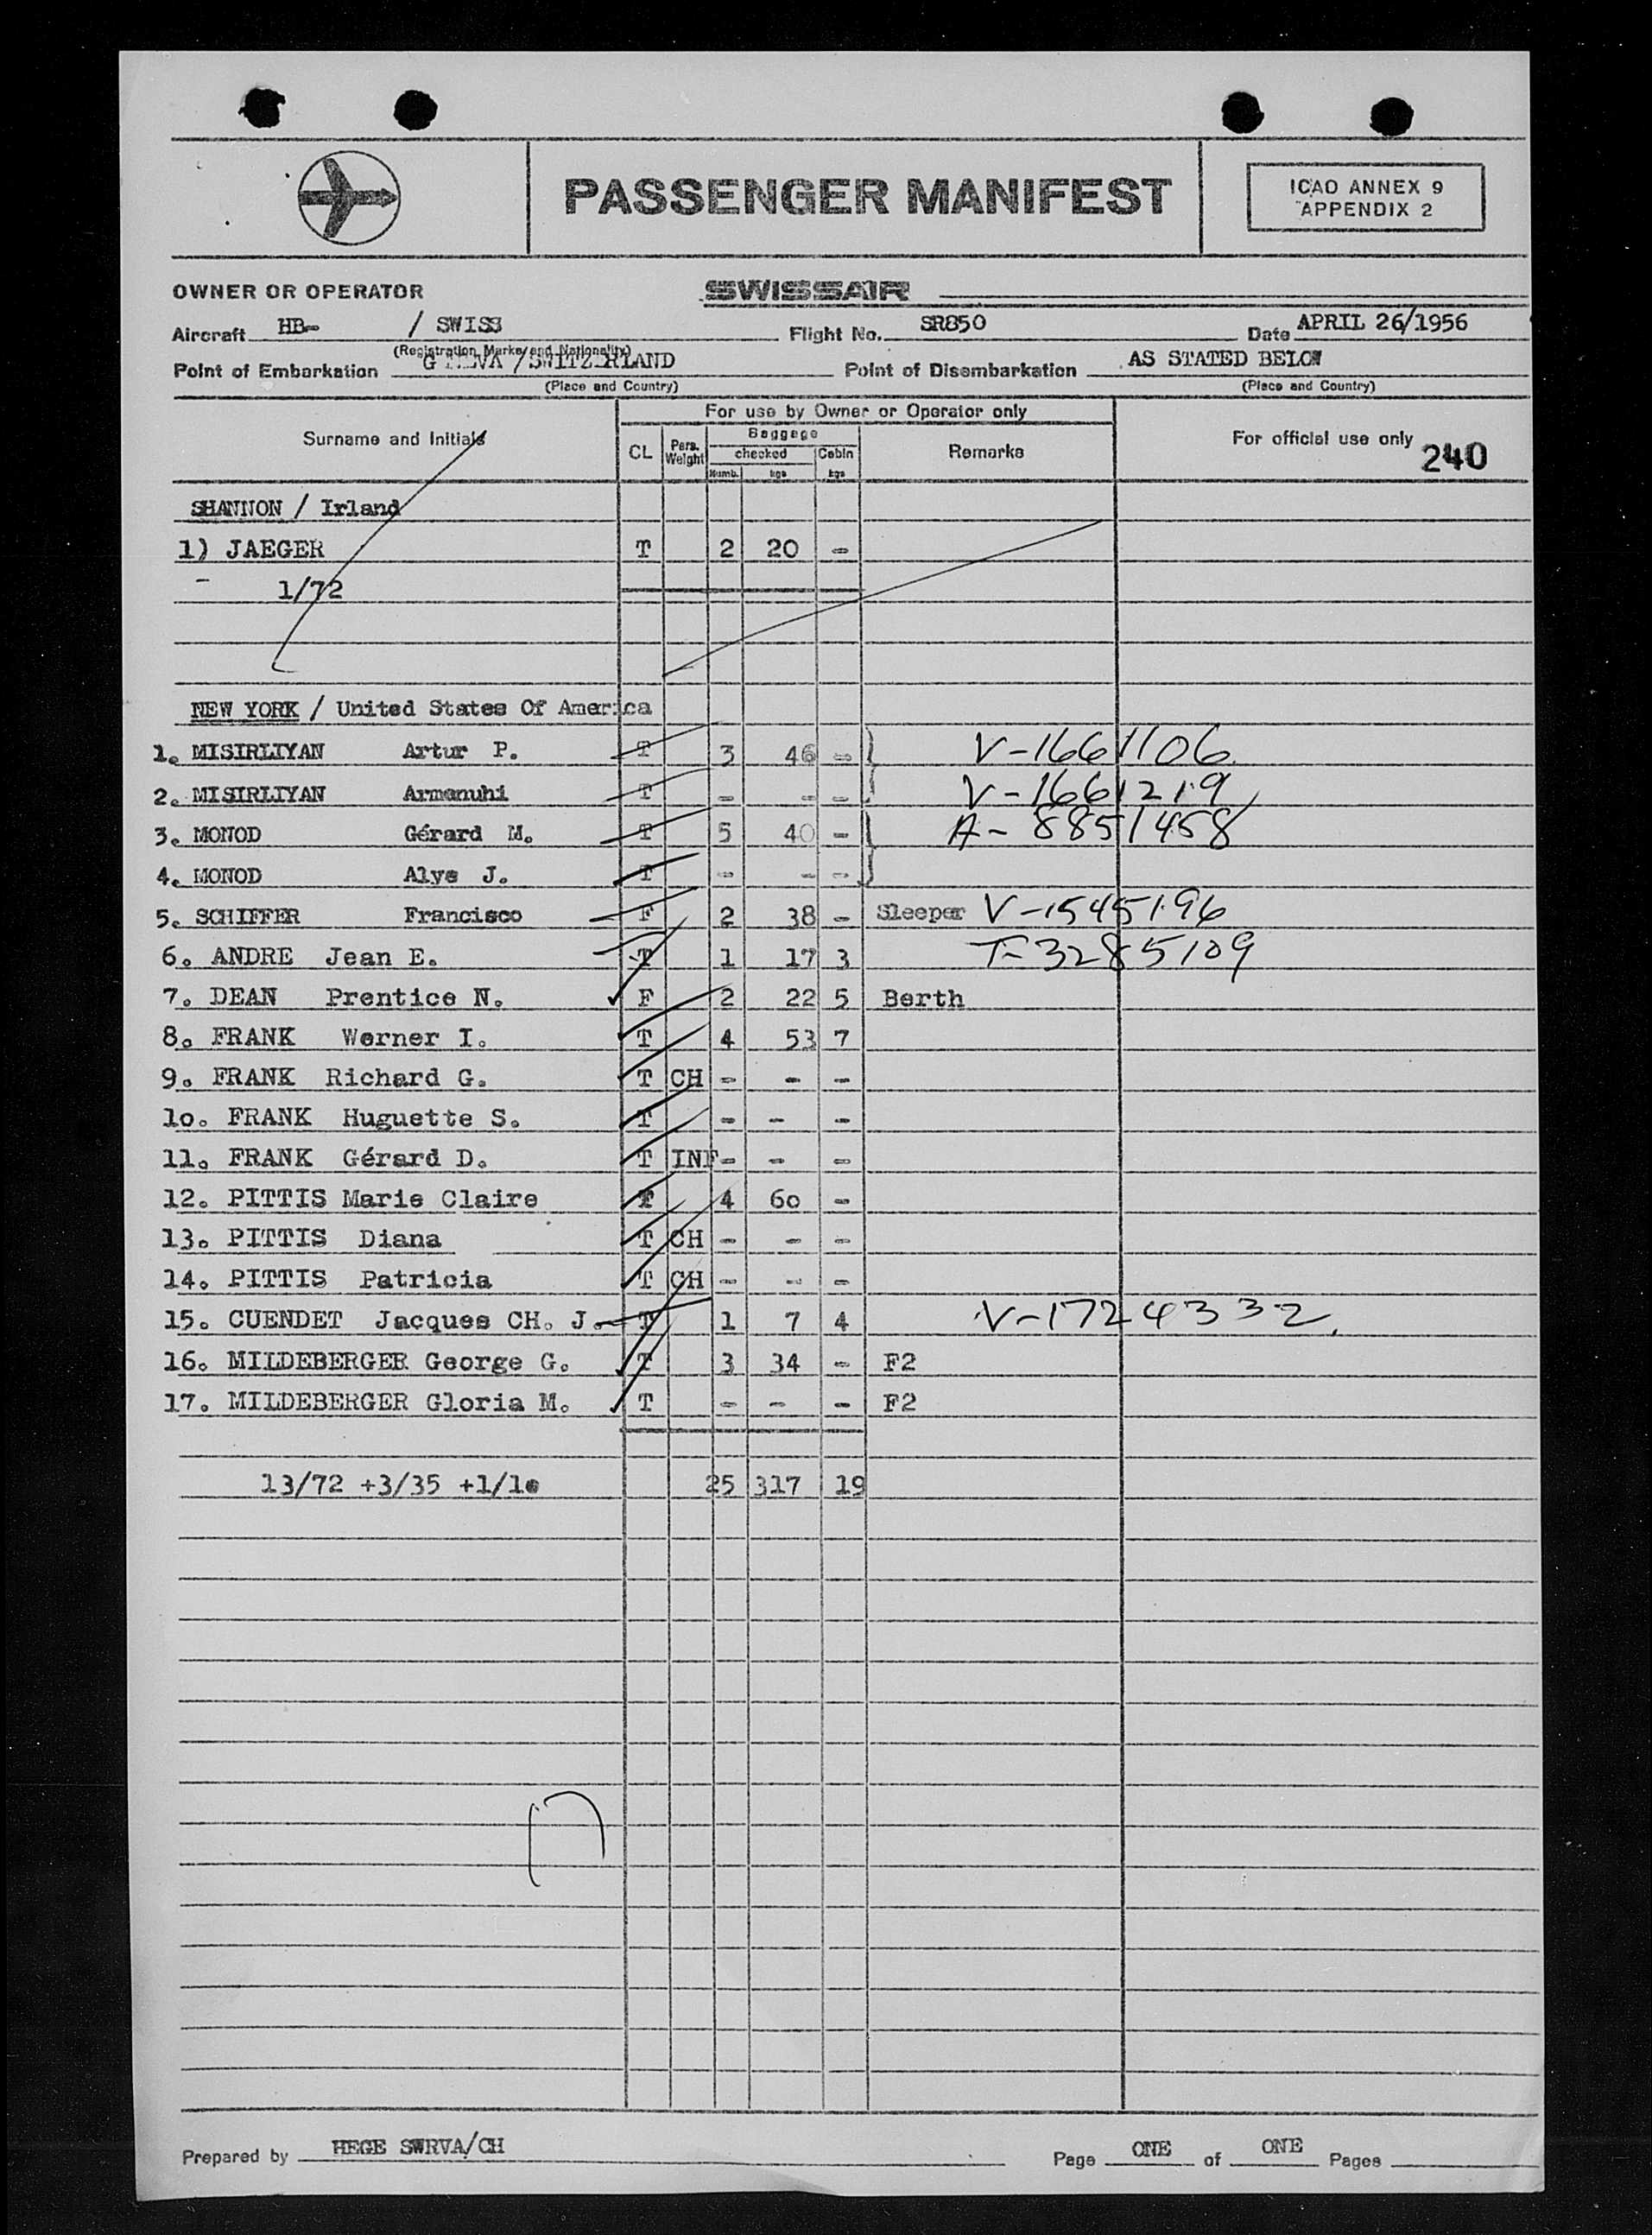 PASSENGER MANIFEST
ICAO ANNEX 9
APPENDIX 2
OWNER OR OPERATOR SWISSAIR
Aircraft HB- / SWISS Flight No. SR850 Date APRIL 26/1956
(Registration Marks and Nationality)
Point of Embarkation GENEVA / SWITZERLAND Point of Disembarkation AS STATED BELOW
(Place and Country) (Place and Country)
For use by Owner or Operator only
Surname and Initials CL Pers. Weight Baggage Remarks For official use only 240
checked Cabin
Numb. kgs kgs
SHANNON / Irland
1) JAEGER T 2 20 -
- 1/72
NEW YORK / United States Of America
1. MISIRLIYAN Artur P. T 3 46 - V-1661106
2. MISIRLIYAN Armenuhi T - - - V-1661219
3. MONOD Gérard M. T 5 40 - A-8851458
4. MONOD Alys J. T - - -
5. SCHIFFER Francisco F 2 38 - Sleeper V-1545196
6. ANDRE Jean E. T 1 17 3 T-3285109
7. DEAN Prentice N. F 2 22 5 Berth
8. FRANK Werner I. T 4 53 7
9. FRANK Richard G. T CH - - -
10. FRANK Huguette S. T - - -
11. FRANK Gérard D. T INF - - -
12. PITTIS Marie Claire T 4 60 -
13. PITTIS Diana T CH - - -
14. PITTIS Patricia T CH - - -
15. CUENDET Jacques CH. J. T 1 7 4 V-1724332.
16. MILDEBERGER George G. T 3 34 - F2
17. MILDEBERGER Gloria M. T - - - F2
13/72 +3/35 +1/10 25 317 19
Prepared by HEGE SWRVA/CH Page ONE of ONE Pages